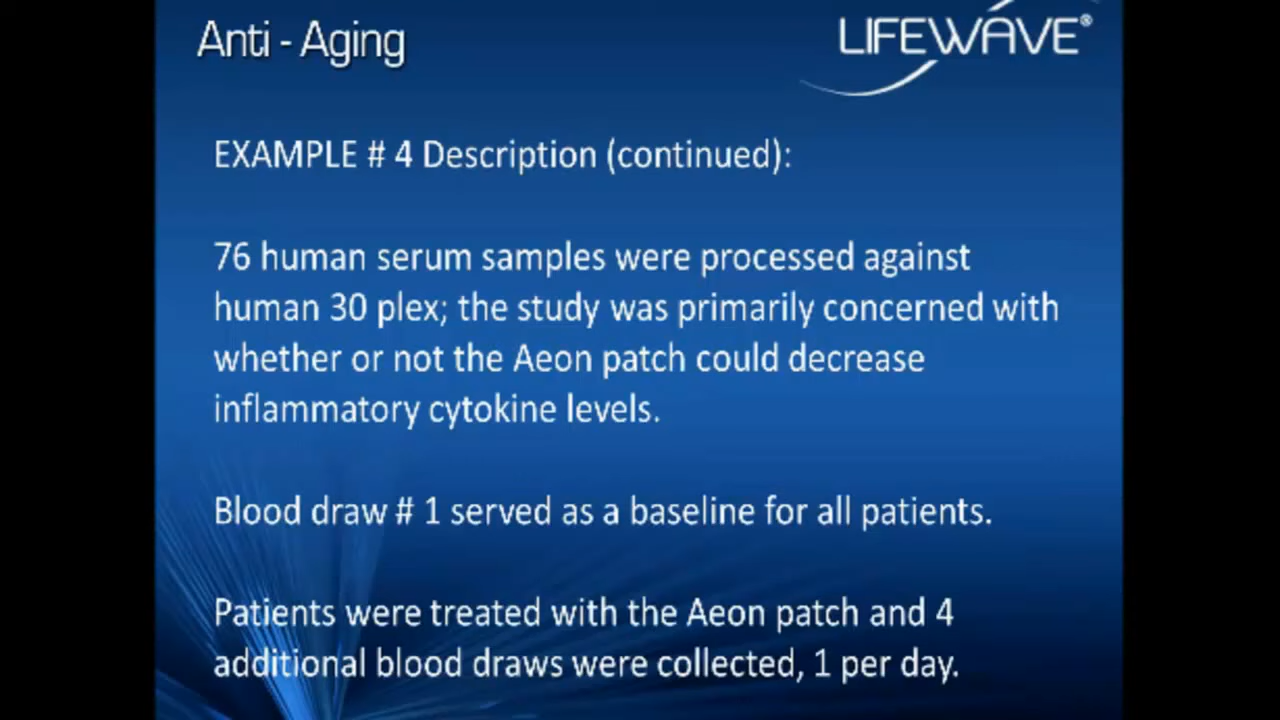 Anti - Aging
LIFEWAVE®
EXAMPLE # 4 Description (continued):
76 human serum samples were processed against
human 30 plex; the study was primarily concerned with
whether or not the Aeon patch could decrease
inflammatory cytokine levels.
Blood draw # 1 served as a baseline for all patients.
Patients were treated with the Aeon patch and 4
additional blood draws were collected, 1 per day.